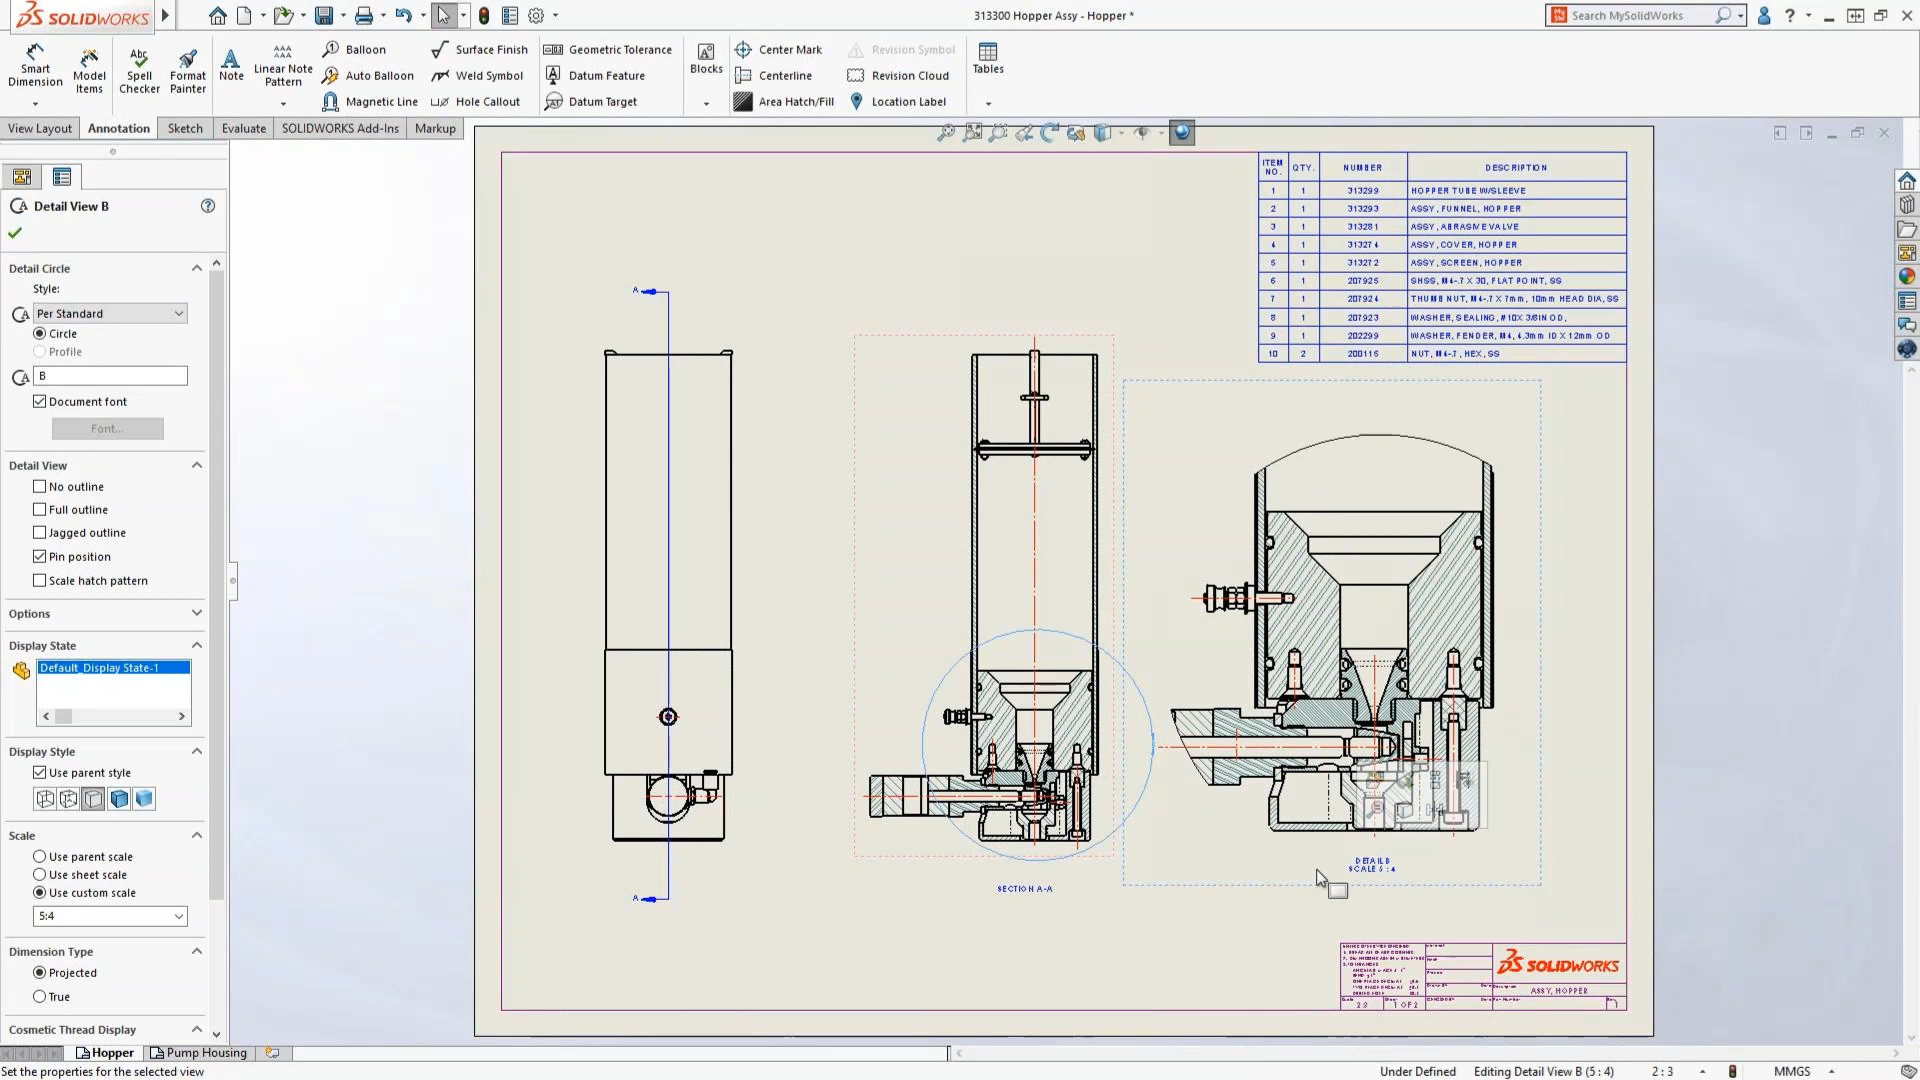 SOLIDWORKS
313300 Hopper Assy - Hopper *
Search MySolidWorks
Smart Dimension
Model Items
Spell Checker
Format Painter
Note
Linear Note Pattern
Balloon
Auto Balloon
Magnetic Line
Surface Finish
Weld Symbol
Hole Callout
Geometric Tolerance
Datum Feature
Datum Target
Blocks
Center Mark
Centerline
Area Hatch/Fill
Revision Symbol
Revision Cloud
Location Label
Tables
View Layout
Annotation
Sketch
Evaluate
SOLIDWORKS Add-Ins
Markup
Detail View B
Detail Circle
Style:
Per Standard
Circle
Profile
B
Document font
Font...
Detail View
No outline
Full outline
Jagged outline
Pin position
Scale hatch pattern
Options
Display State
Default_Display State-1
Display Style
Use parent style
Scale
Use parent scale
Use sheet scale
Use custom scale
5:4
Dimension Type
Projected
True
Cosmetic Thread Display
ITEM NO. QTY. NUMBER DESCRIPTION
1 1 313299 HOPPER TUBE W/SLEEVE
2 1 313293 ASSY, FUNNEL, HOPPER
3 1 313281 ASSY, ABRASIVE VALVE
4 1 313274 ASSY, COVER, HOPPER
5 1 313272 ASSY, SCREEN, HOPPER
6 1 207925 SHSS, M4-.7 X 30, FLAT POINT, SS
7 1 207924 THUMB NUT, M4-.7 X 7mm, 10mm HEAD DIA, SS
8 1 207923 WASHER, SEALING, #10X 3/8IN OD,
9 1 202299 WASHER, FENDER, M4, 4.3mm ID X 12mm OD
10 2 200115 NUT, M4-.7, HEX, SS
A
A
SECTION A-A
DETAIL B
SCALE 5 : 4
SOLIDWORKS
ASSY, HOPPER
1 OF 2
1
Hopper
Pump Housing
Set the properties for the selected view
Under Defined
Editing Detail View B (5 : 4)
2 : 3
MMGS